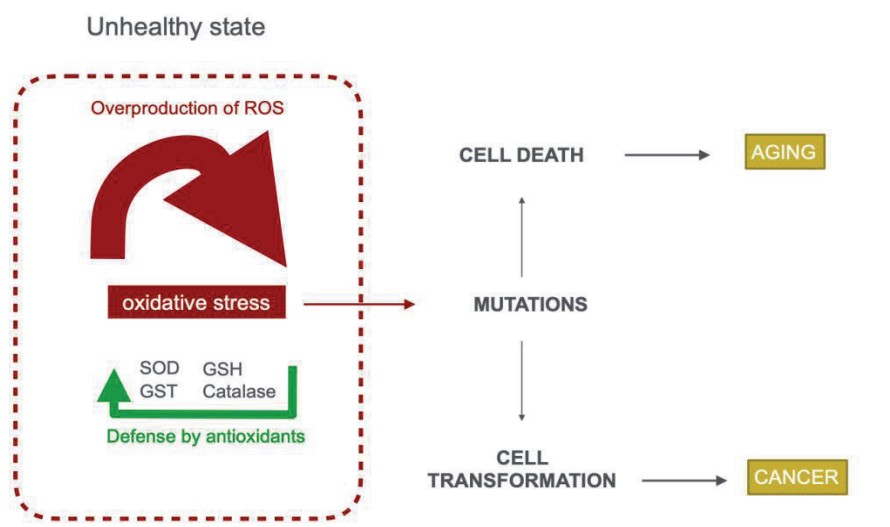 Unhealthy state
Overproduction of ROS
oxidative stress
SOD GSH
GST Catalase
Defense by antioxidants
CELL DEATH
AGING
MUTATIONS
CELL
TRANSFORMATION
CANCER